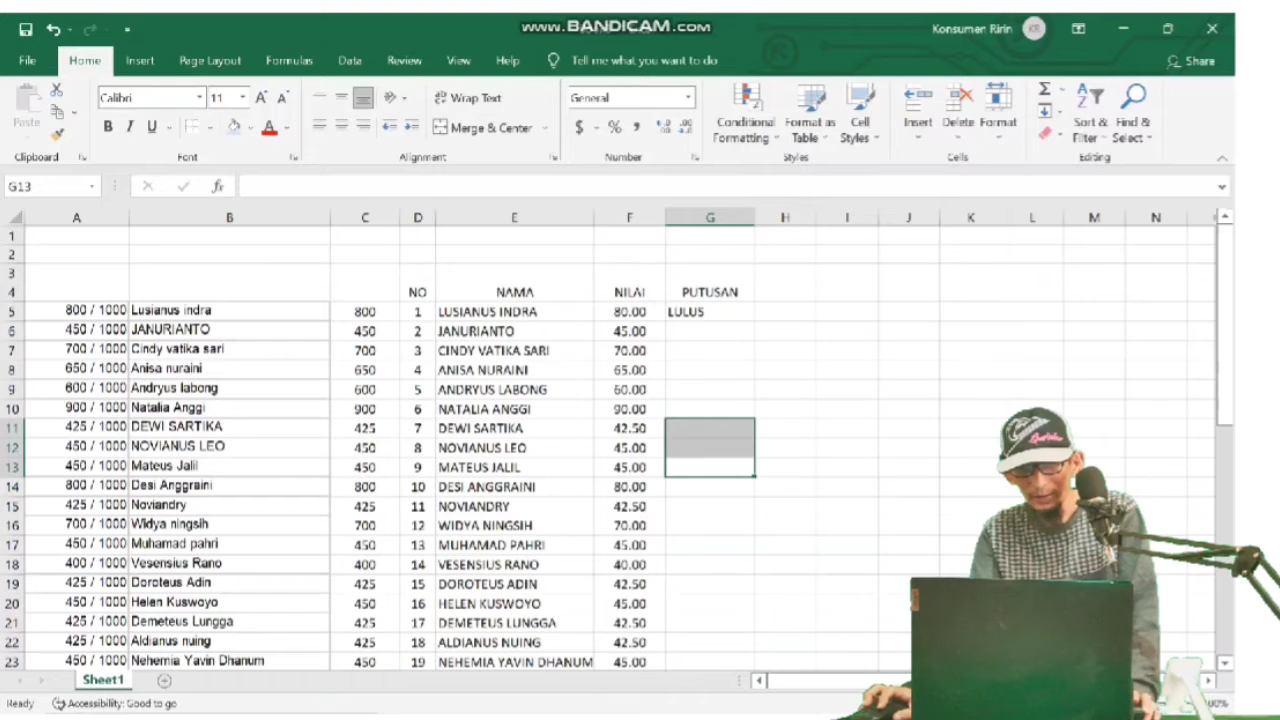 www.BANDICAM.com
Konsumen Ririn
KR
File Home Insert Page Layout Formulas Data Review View Help Tell me what you want to do Share
Paste
Calibri 11
Wrap Text
General
B I U
Merge & Center
$ % ,
Conditional Formatting
Format as Table
Cell Styles
Insert Delete Format
Sort & Filter
Find & Select
Clipboard Font Alignment Number Styles Cells Editing
G13 fx
A B C D E F G H I J K L M N
1
2
3
4 NO NAMA NILAI PUTUSAN
5 800 / 1000 Lusianus indra 800 1 LUSIANUS INDRA 80.00 LULUS
6 450 / 1000 JANURIANTO 450 2 JANURIANTO 45.00
7 700 / 1000 Cindy vatika sari 700 3 CINDY VATIKA SARI 70.00
8 650 / 1000 Anisa nuraini 650 4 ANISA NURAINI 65.00
9 600 / 1000 Andryus labong 600 5 ANDRYUS LABONG 60.00
10 900 / 1000 Natalia Anggi 900 6 NATALIA ANGGI 90.00
11 425 / 1000 DEWI SARTIKA 425 7 DEWI SARTIKA 42.50
12 450 / 1000 NOVIANUS LEO 450 8 NOVIANUS LEO 45.00
13 450 / 1000 Mateus Jalil 450 9 MATEUS JALIL 45.00
14 800 / 1000 Desi Anggraini 800 10 DESI ANGGRAINI 80.00
15 425 / 1000 Noviandry 425 11 NOVIANDRY 42.50
16 700 / 1000 Widya ningsih 700 12 WIDYA NINGSIH 70.00
17 450 / 1000 Muhamad pahri 450 13 MUHAMAD PAHRI 45.00
18 400 / 1000 Vesensius Rano 400 14 VESENSIUS RANO 40.00
19 425 / 1000 Doroteus Adin 425 15 DOROTEUS ADIN 42.50
20 450 / 1000 Helen Kuswoyo 450 16 HELEN KUSWOYO 45.00
21 425 / 1000 Demeteus Lungga 425 17 DEMETEUS LUNGGA 42.50
22 425 / 1000 Aldianus nuing 425 18 ALDIANUS NUING 42.50
23 450 / 1000 Nehemia Yavin Dhanum 450 19 NEHEMIA YAVIN DHANUM 45.00
Sheet1
Ready Accessibility: Good to go